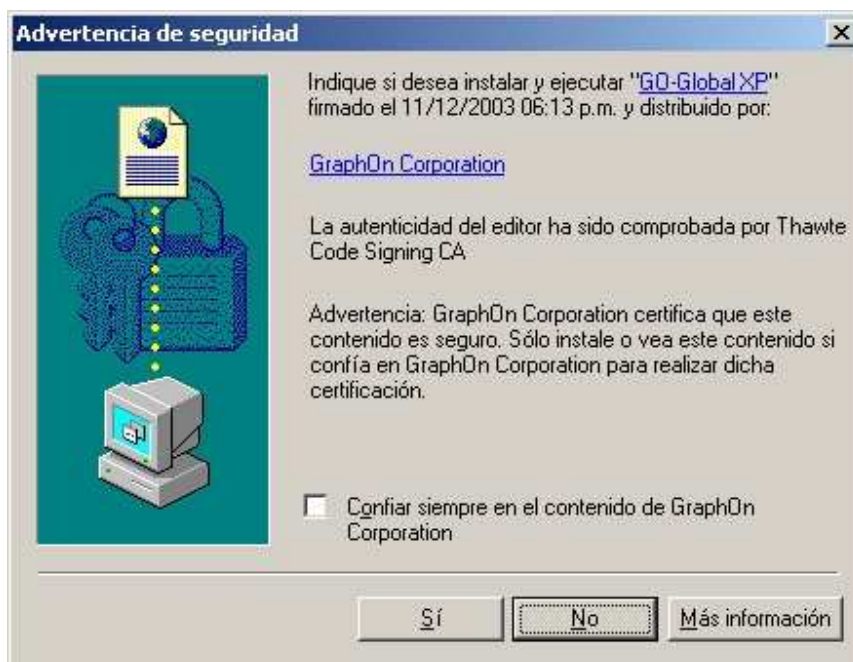 Advertencia de seguridad
Indique si desea instalar y ejecutar "GO-Global XP"
firmado el 11/12/2003 06:13 p.m. y distribuido por:
GraphOn Corporation
La autenticidad del editor ha sido comprobada por Thawte
Code Signing CA
Advertencia: GraphOn Corporation certifica que este
contenido es seguro. Sólo instale o vea este contenido si
confía en GraphOn Corporation para realizar dicha
certificación.
Confiar siempre en el contenido de GraphOn
Corporation
Sí No Más información